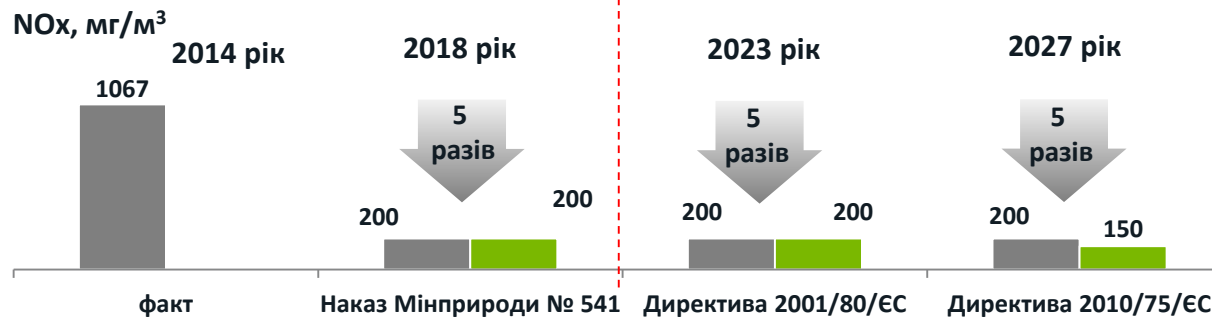 NOx, мг/м³
2014 рік
2018 рік
2023 рік
2027 рік
1067
5
разів
5
разів
5
разів
200
200
200
200
200
150
факт
Наказ Мінприроди № 541
Директива 2001/80/ЄС
Директива 2010/75/ЄС